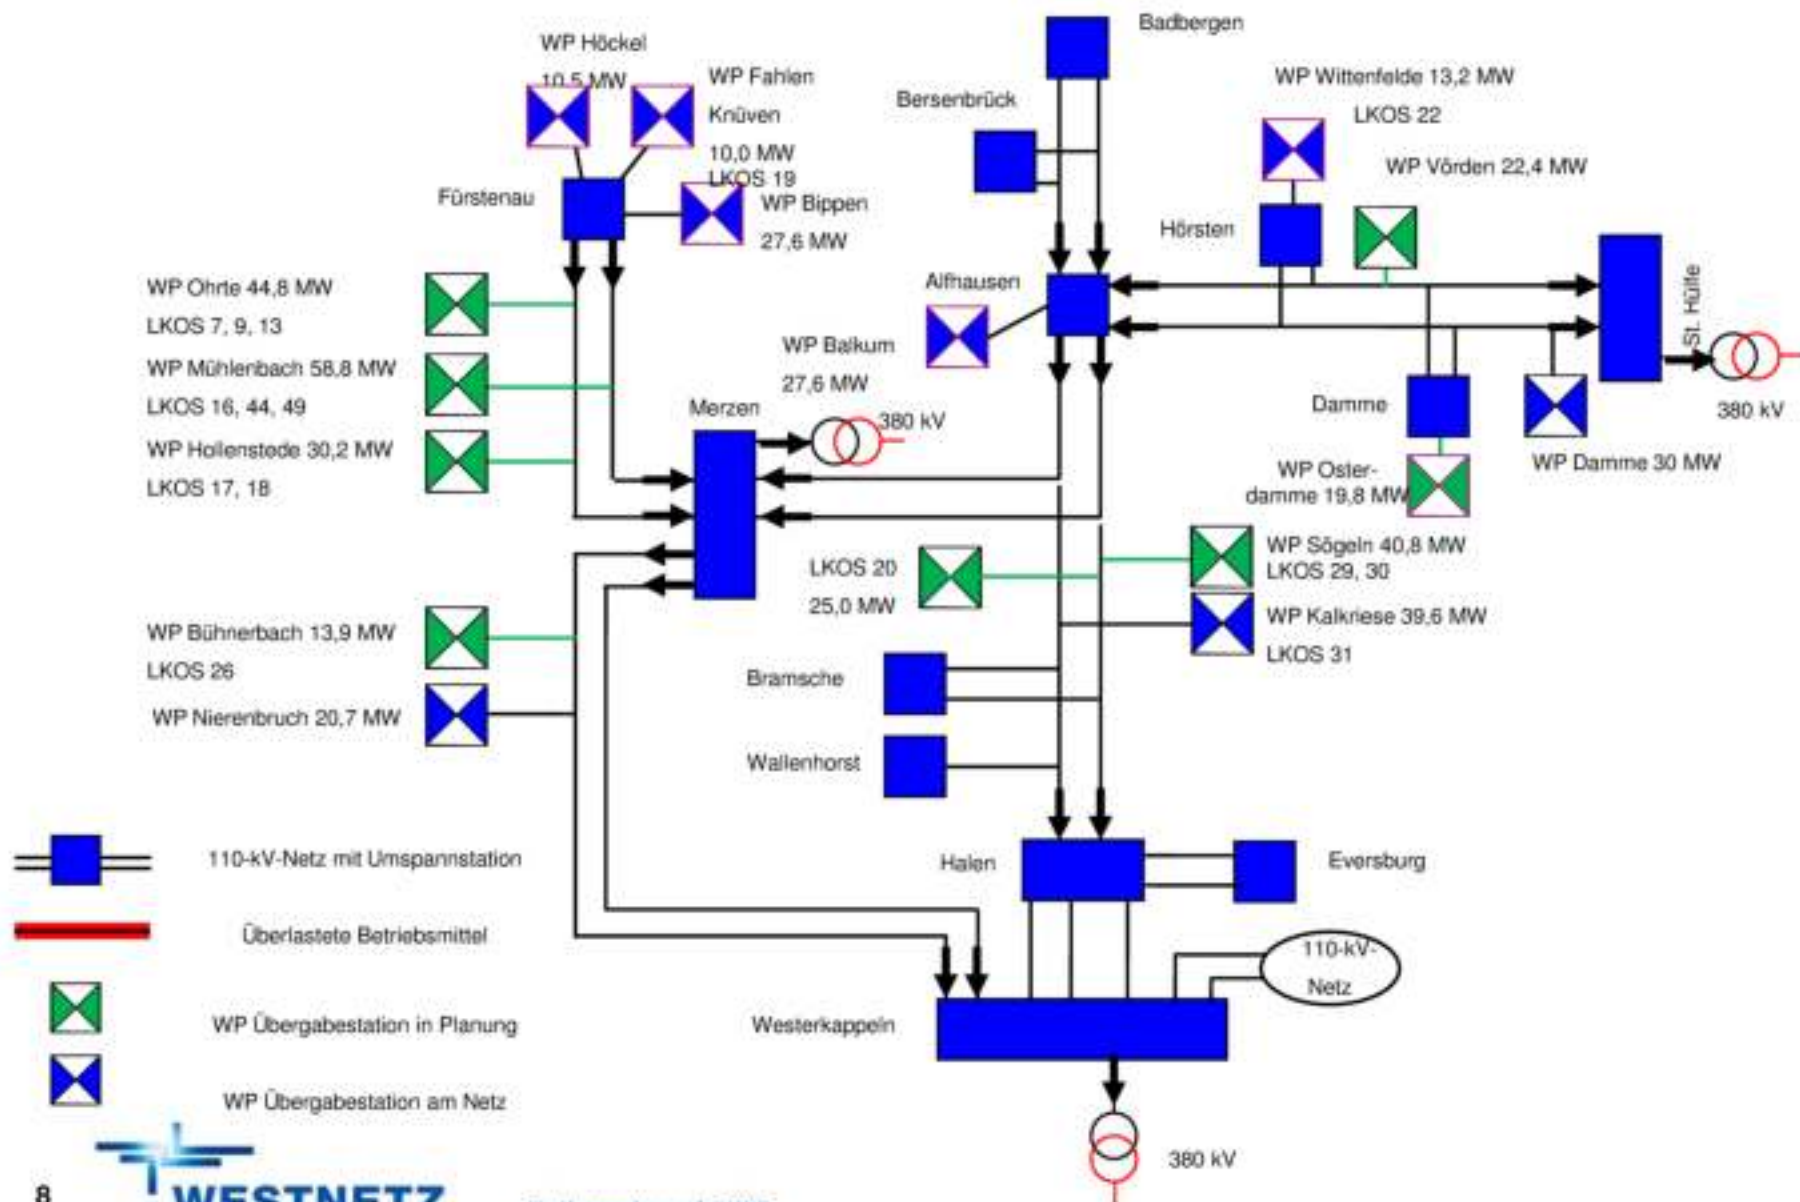 WP Höckel
10,5 MW
WP Fahlen
Knüven
10,0 MW
LKOS 19
Fürstenau
WP Bippen
27,6 MW
Badbergen
Bersenbrück
WP Wittenfelde 13,2 MW
LKOS 22
WP Vörden 22,4 MW
Hörsten
Alfhausen
St. Hülfe
WP Ohrte 44,8 MW
LKOS 7, 9, 13
WP Mühlenbach 58,8 MW
LKOS 16, 44, 49
WP Hollenstede 30,2 MW
LKOS 17, 18
WP Balkum
27,6 MW
Merzen
380 kV
Damme
380 kV
WP Damme 30 MW
WP Oster-
damme 19,8 MW
LKOS 20
25,0 MW
WP Sögeln 40,8 MW
LKOS 29, 30
WP Kalkriese 39,6 MW
LKOS 31
WP Bühnerbach 13,9 MW
LKOS 26
WP Nierenbruch 20,7 MW
Bramsche
Wallenhorst
Halen
Eversburg
110-kV-
Netz
Westerkappeln
380 kV
110-kV-Netz mit Umspannstation
Überlastete Betriebsmittel
WP Übergabestation in Planung
WP Übergabestation am Netz
8
WESTNETZ